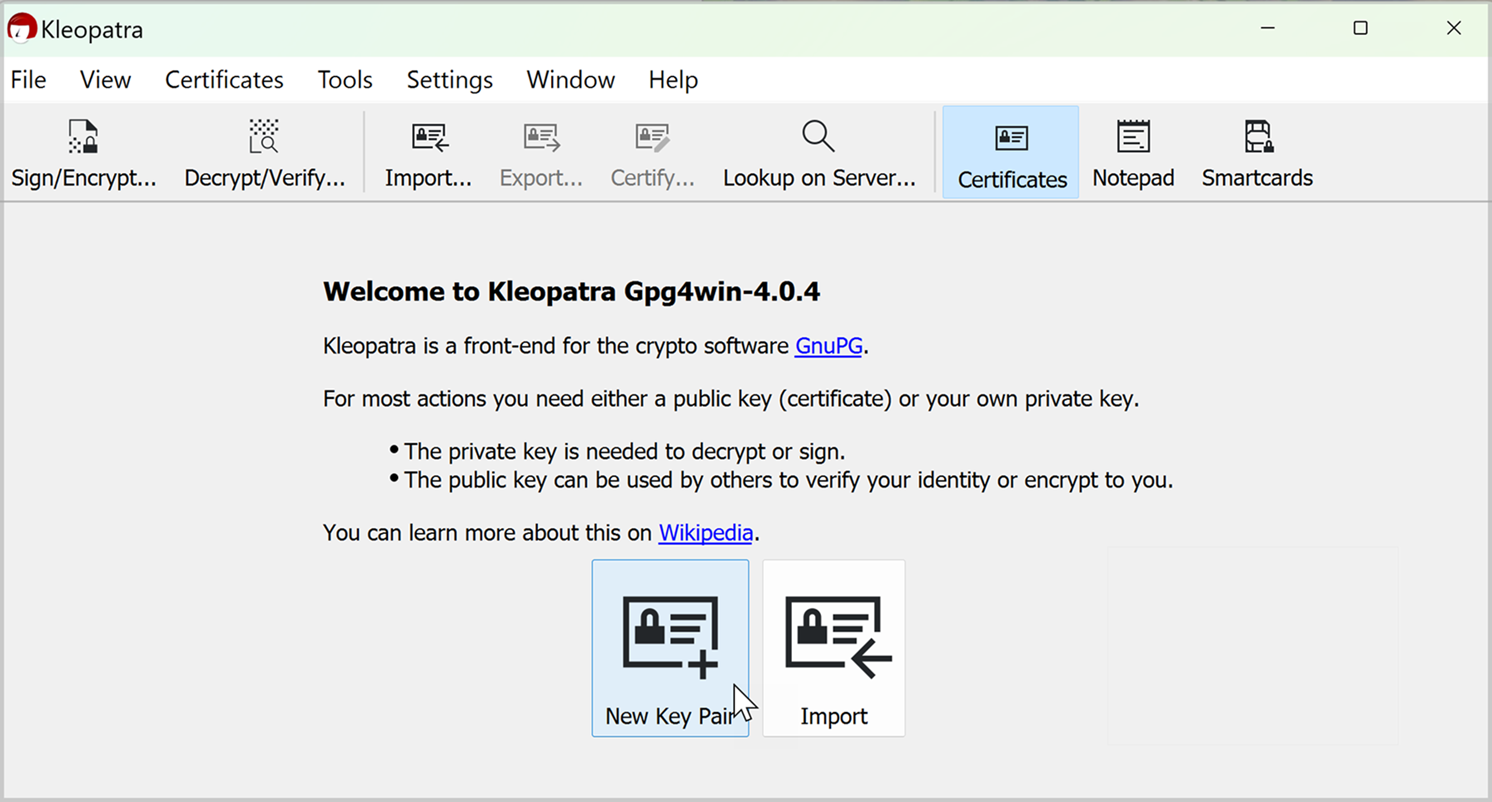 Kleopatra
File View Certificates Tools Settings Window Help
Sign/Encrypt... Decrypt/Verify... Import... Export... Certify... Lookup on Server... Certificates Notepad Smartcards
Welcome to Kleopatra Gpg4win-4.0.4
Kleopatra is a front-end for the crypto software GnuPG.
For most actions you need either a public key (certificate) or your own private key.
• The private key is needed to decrypt or sign.
• The public key can be used by others to verify your identity or encrypt to you.
You can learn more about this on Wikipedia.
New Key Pair Import